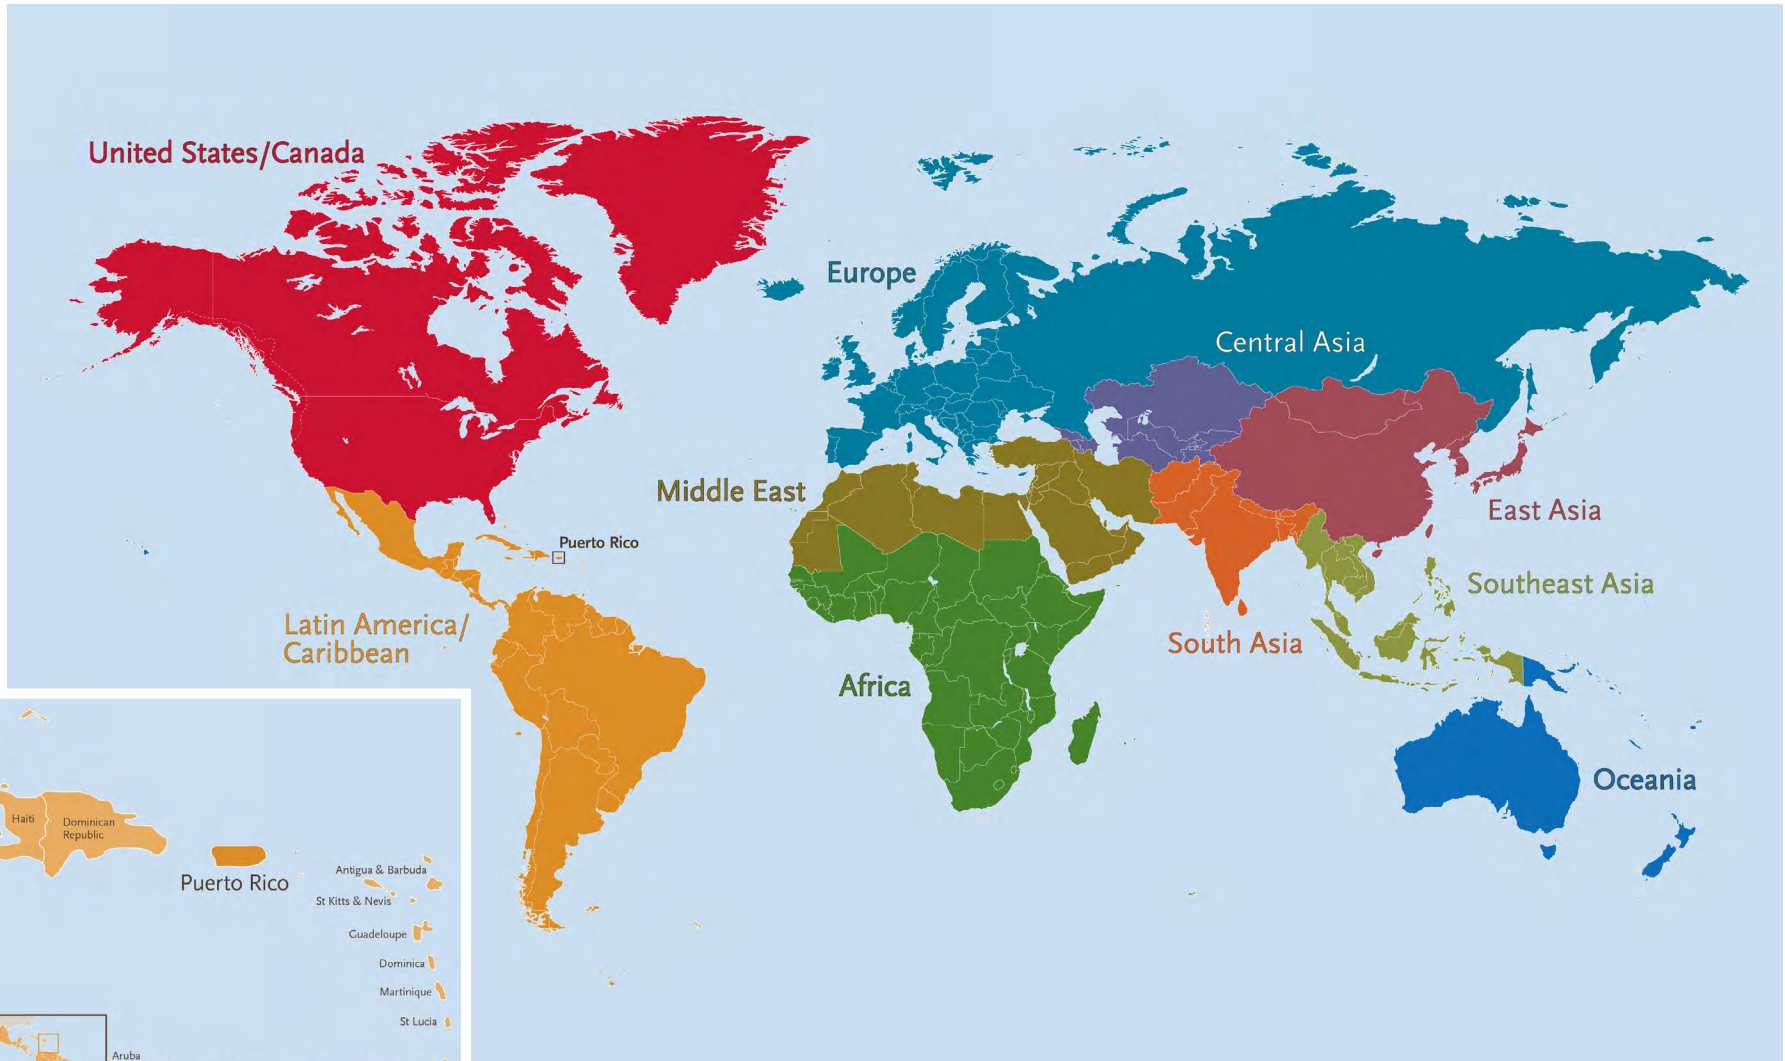 United States/Canada
Europe
Central Asia
Middle East
East Asia
Puerto Rico
Southeast Asia
Latin America/
Caribbean
South Asia
Africa
Oceania
Haiti
Dominican
Republic
Puerto Rico
Antigua & Barbuda
St Kitts & Nevis
Guadeloupe
Dominica
Martinique
St Lucia
Aruba